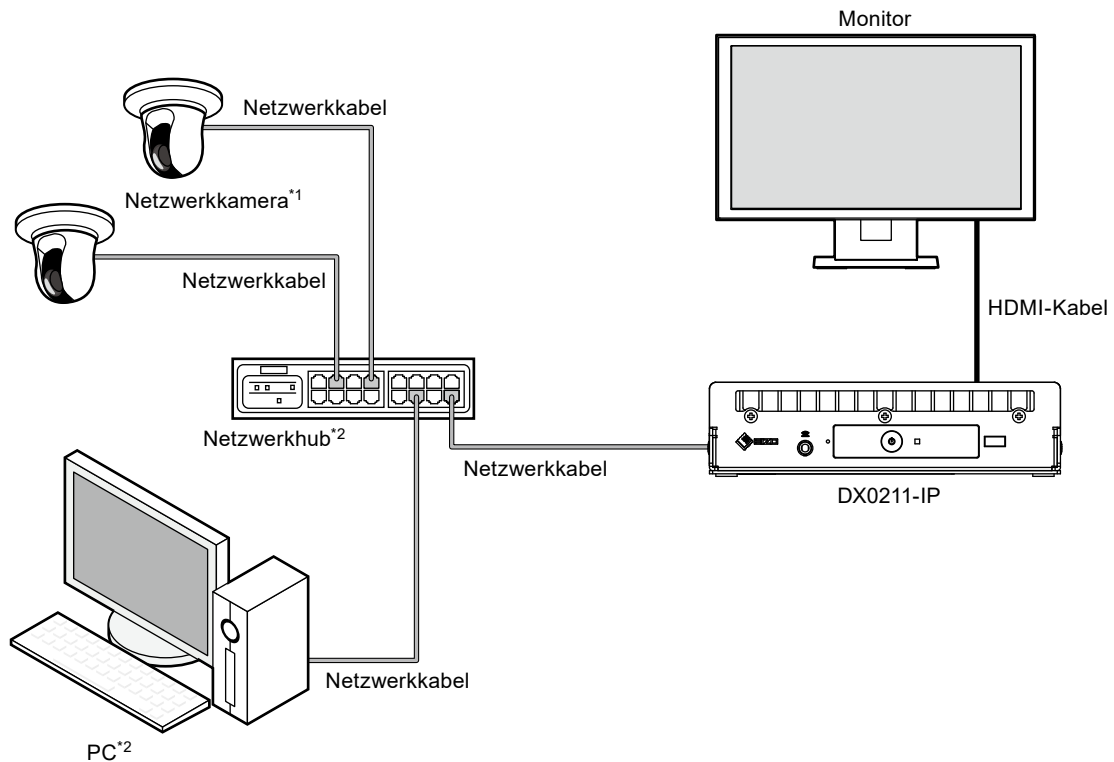 Monitor
Netzwerkkabel
Netzwerkkamera*1
Netzwerkkabel
HDMI-Kabel
Netzwerkhub*2
Netzwerkkabel
DX0211-IP
Netzwerkkabel
PC*2